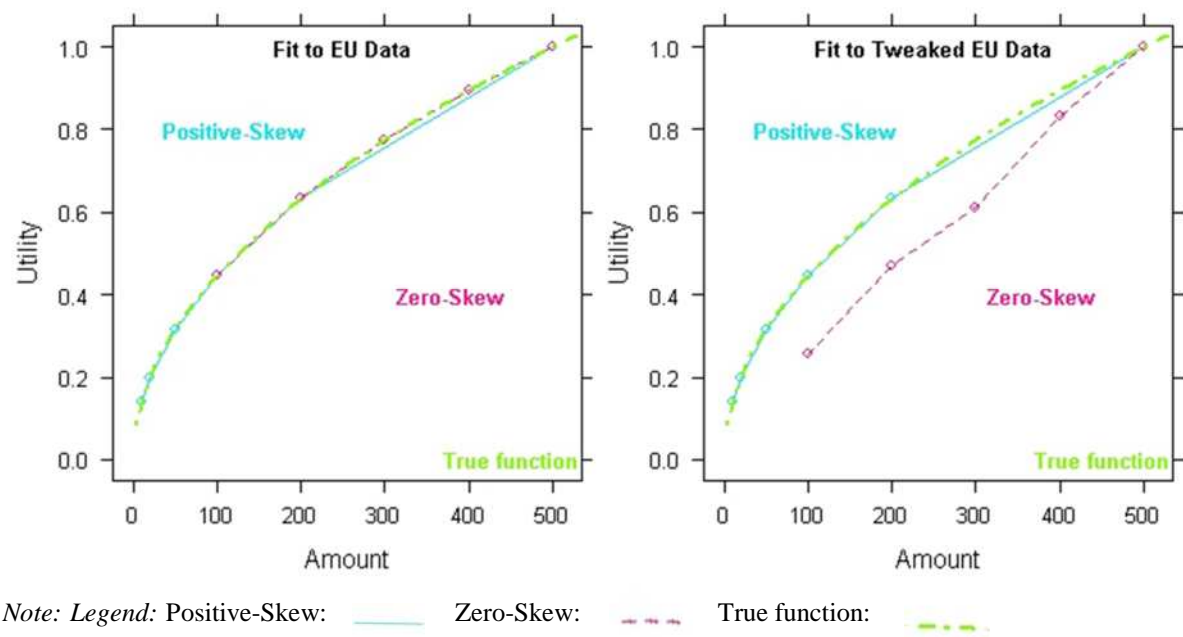 Fit to EU Data
Positive-Skew
Zero-Skew
True function
Utility
1.0
0.8
0.6
0.4
0.2
0.0
0 100 200 300 400 500
Amount
Fit to Tweaked EU Data
Positive-Skew
Zero-Skew
True function
Utility
1.0
0.8
0.6
0.4
0.2
0.0
0 100 200 300 400 500
Amount
Note: Legend: Positive-Skew: Zero-Skew: True function: